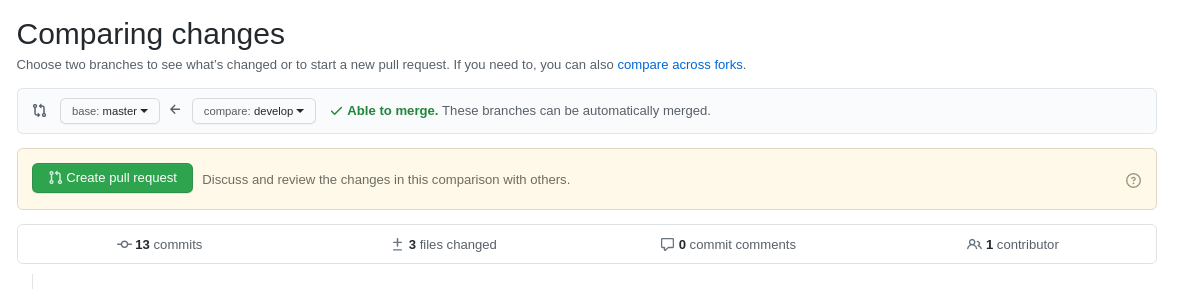 Comparing changes
Choose two branches to see what's changed or to start a new pull request. If you need to, you can also compare across forks.
base: master compare: develop Able to merge. These branches can be automatically merged.
Create pull request Discuss and review the changes in this comparison with others.
13 commits 3 files changed 0 commit comments 1 contributor